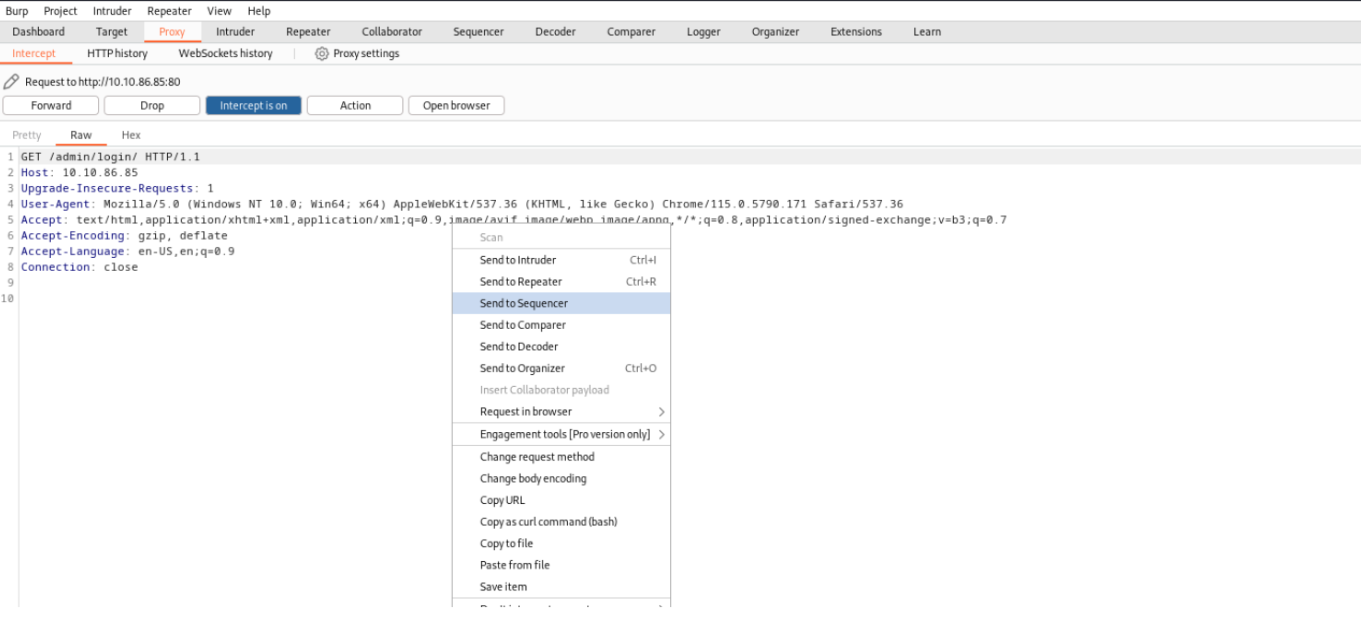 Burp Project Intruder Repeater View Help
Dashboard Target Proxy Intruder Repeater Collaborator Sequencer Decoder Comparer Logger Organizer Extensions Learn
Intercept HTTP history WebSockets history Proxy settings
Request to http://10.10.86.85:80
Forward Drop Intercept is on Action Open browser
Pretty Raw Hex
1 GET /admin/login/ HTTP/1.1
2 Host: 10.10.86.85
3 Upgrade-Insecure-Requests: 1
4 User-Agent: Mozilla/5.0 (Windows NT 10.0; Win64; x64) AppleWebKit/537.36 (KHTML, like Gecko) Chrome/115.0.5790.171 Safari/537.36
5 Accept: text/html,application/xhtml+xml,application/xml;q=0.9,image/avif,image/webp,image/apng,*/*;q=0.8,application/signed-exchange;v=b3;q=0.7
6 Accept-Encoding: gzip, deflate
7 Accept-Language: en-US,en;q=0.9
8 Connection: close
9
10
Scan
Send to Intruder Ctrl+I
Send to Repeater Ctrl+R
Send to Sequencer
Send to Comparer
Send to Decoder
Send to Organizer Ctrl+O
Insert Collaborator payload
Request in browser
Engagement tools [Pro version only]
Change request method
Change body encoding
Copy URL
Copy as curl command (bash)
Copy to file
Paste from file
Save item